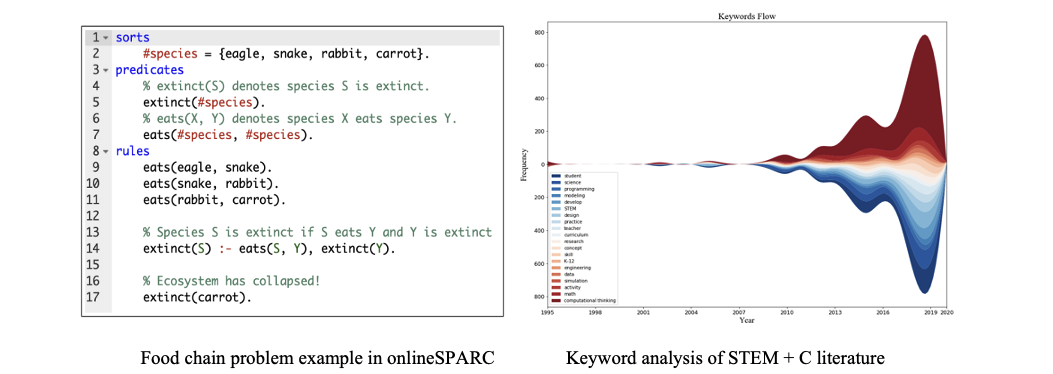 1 sorts
2 #species = {eagle, snake, rabbit, carrot}.
3 predicates
4 % extinct(S) denotes species S is extinct.
5 extinct(#species).
6 % eats(X, Y) denotes species X eats species Y.
7 eats(#species, #species).
8 rules
9 eats(eagle, snake).
10 eats(snake, rabbit).
11 eats(rabbit, carrot).
12
13 % Species S is extinct if S eats Y and Y is extinct
14 extinct(S) :- eats(S, Y), extinct(Y).
15
16 % Ecosystem has collapsed!
17 extinct(carrot).
Food chain problem example in onlineSPARC
Keywords Flow
Frequency
800
600
400
200
0
200
400
600
800
student
science
programming
modeling
develop
STEM
design
practice
teacher
curriculum
research
concept
skill
K-12
engineering
data
simulation
activity
math
computational thinking
1995 1998 2001 2004 2007 2010 2013 2016 2019 2020
Year
Keyword analysis of STEM + C literature